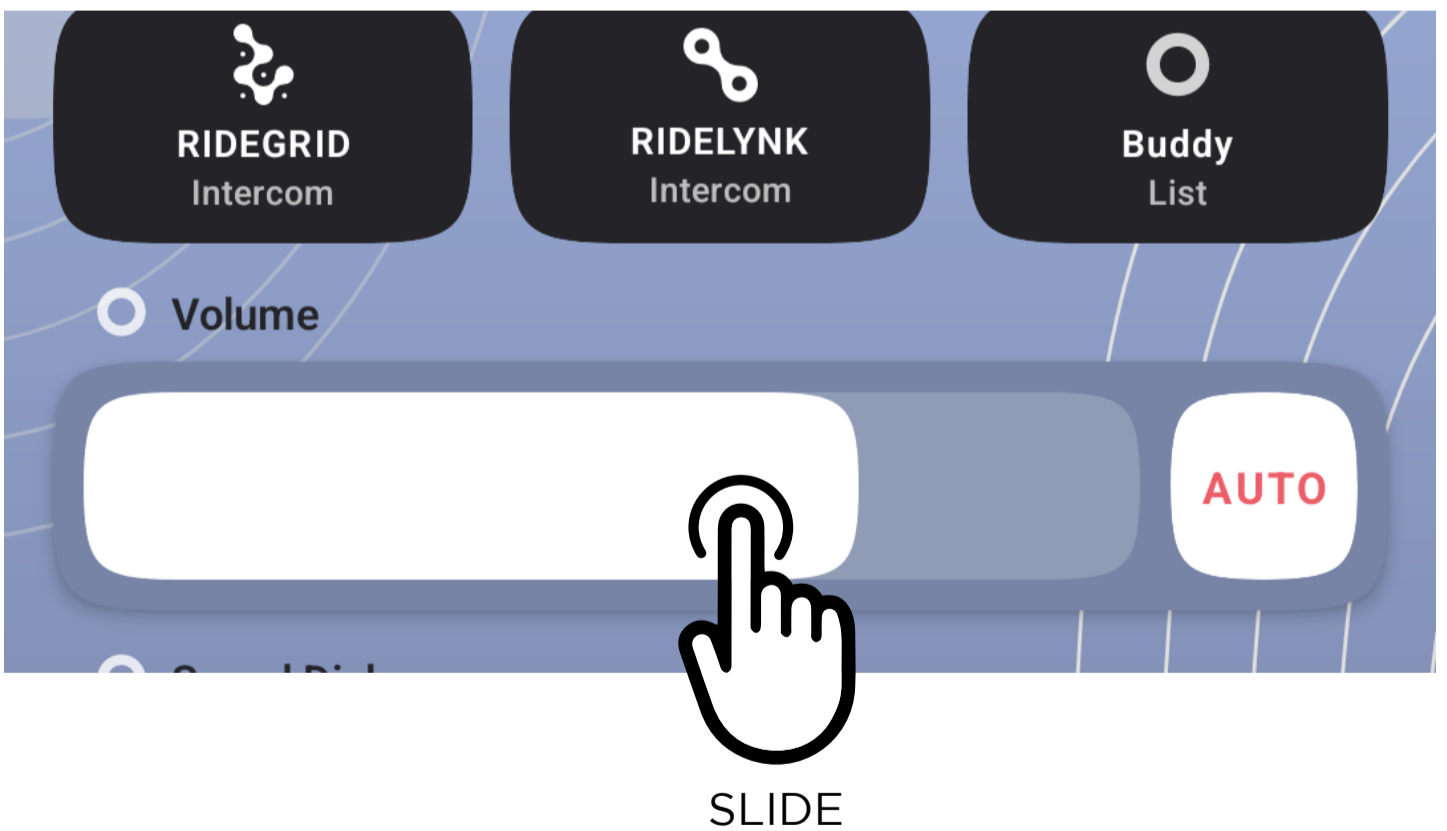 RIDEGRID
Intercom
RIDELYNK
Intercom
Buddy
List
Volume
AUTO
SLIDE